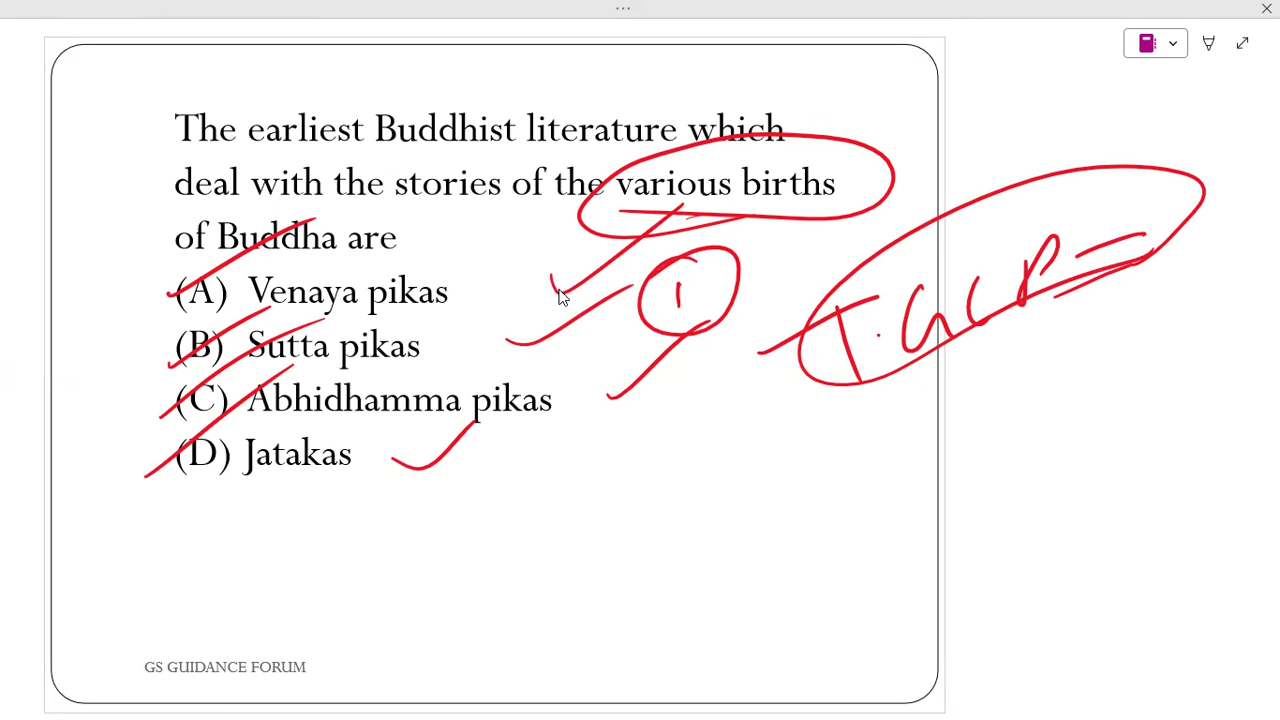 The earliest Buddhist literature which
deal with the stories of the various births
of Buddha are
(A) Venaya pikas
(B) Sutta pikas
(C) Abhidhamma pikas
(D) Jatakas
1
GS GUIDANCE FORUM